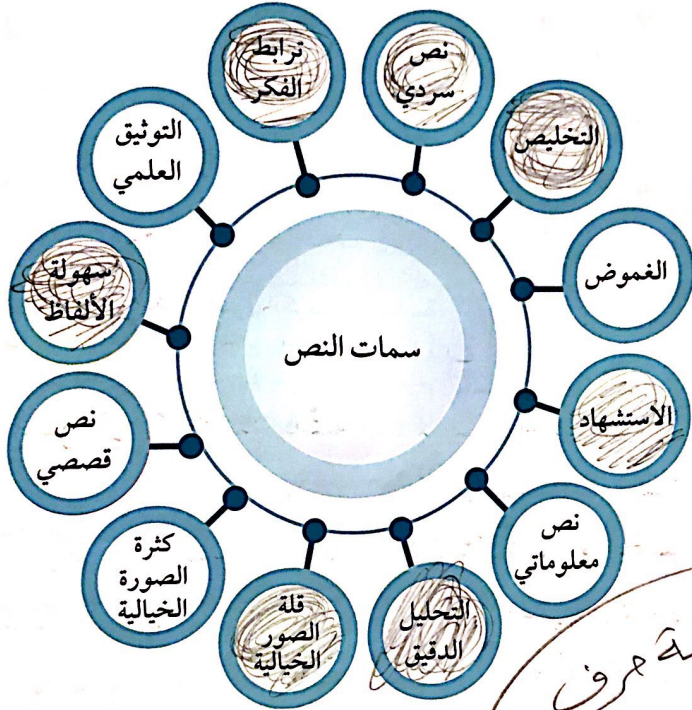 سمات النص
نص
سردي
التخليص
الغموض
الاستشهاد
نص
معلوماتي
التحليل
الدقيق
قلة
الصور
الخيالية
كثرة
الصورة
الخيالية
نص
قصصي
سهولة
الألفاظ
التوثيق
العلمي
ترابط
الفكر
حرف